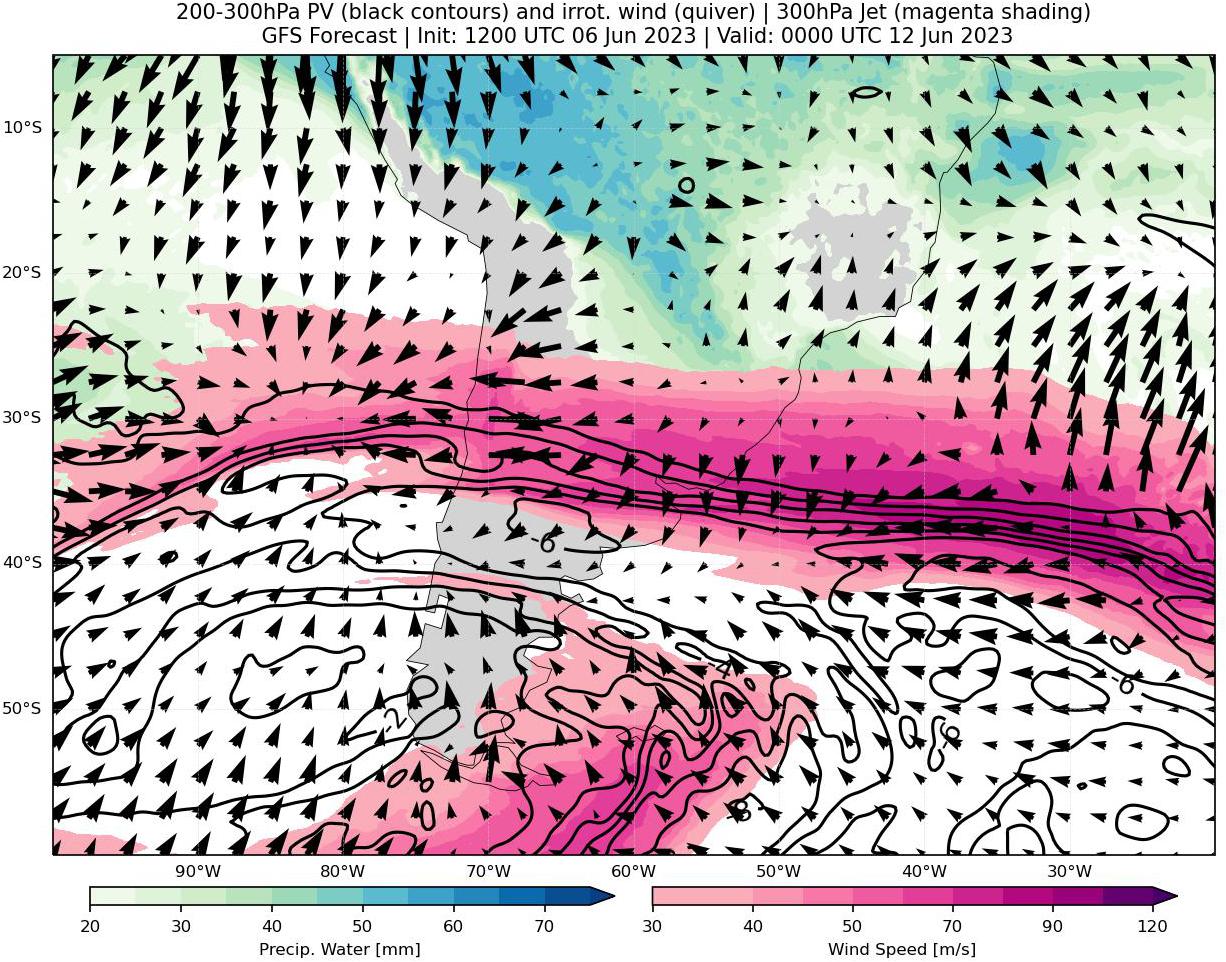 200-300hPa PV (black contours) and irrot. wind (quiver) | 300hPa Jet (magenta shading)
GFS Forecast | Init: 1200 UTC 06 Jun 2023 | Valid: 0000 UTC 12 Jun 2023
10°S
20°S
30°S
40°S
50°S
-6
-4
-6
-2
-6
-8
90°W 80°W 70°W 60°W 50°W 40°W 30°W
20 30 40 50 60 70
30 40 50 70 90 120
Precip. Water [mm]
Wind Speed [m/s]